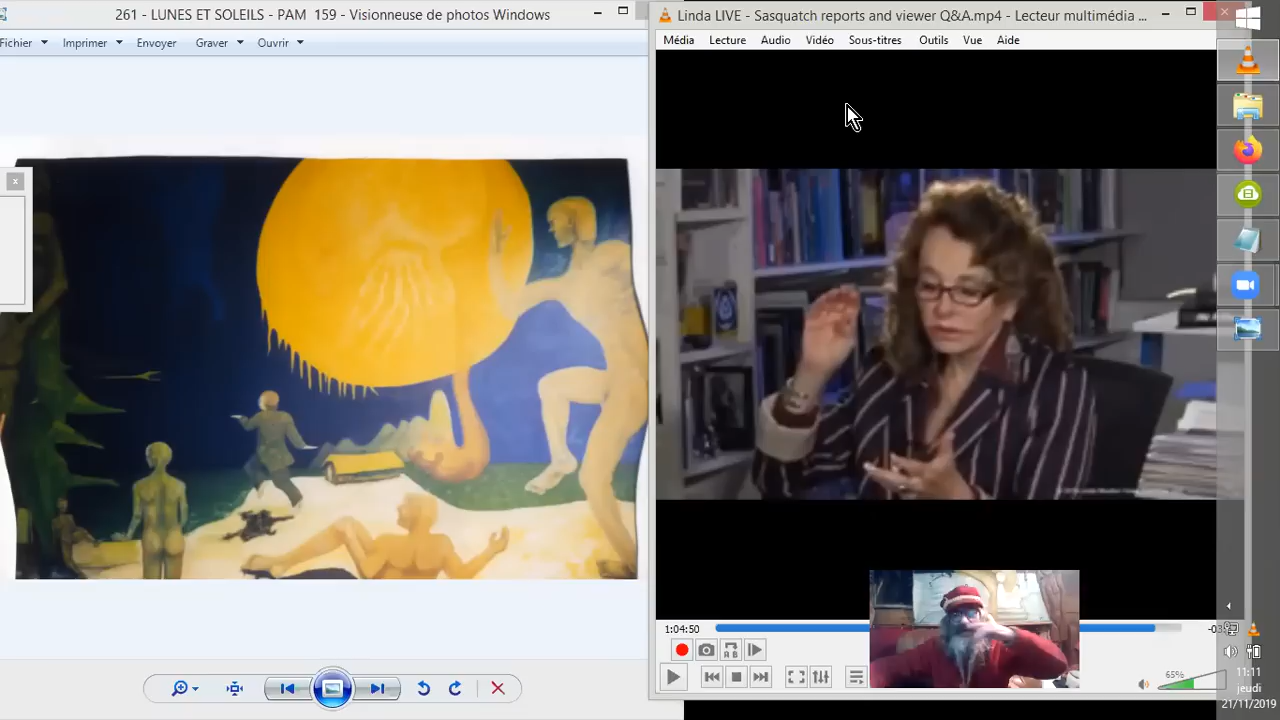 261 - LUNES ET SOLEILS - PAM 159 - Visionnuse de photos Windows
Fichier Imprimer Envoyer Graver Ouvrir
Linda LIVE - Sasquatch reports and viewer Q&A.mp4 - Lecteur multimédia ...
Média Lecture Audio Vidéo Sous-titres Outils Vue Aide
1:04:50
65%
11:11
jeudi
21/11/2019